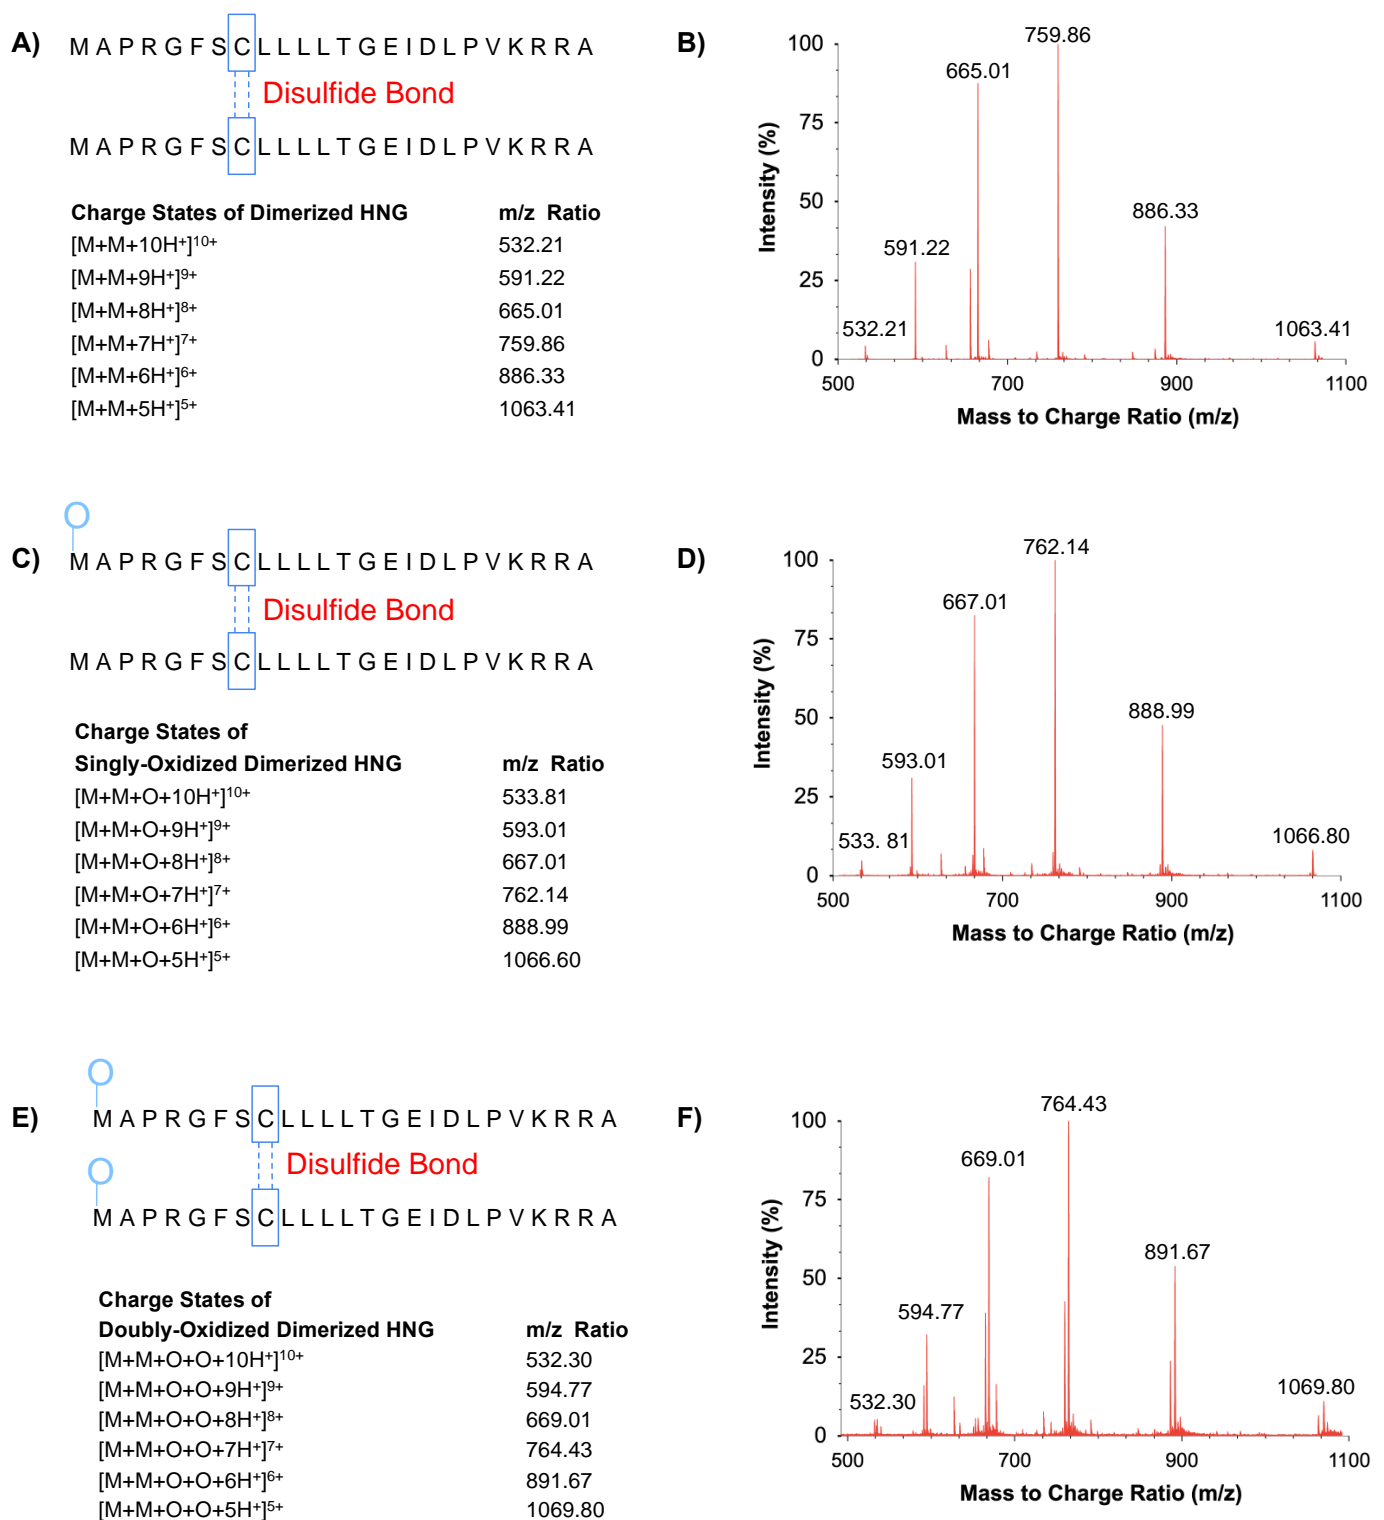 A)
M A P R G F S C L L L L T G E I D L P V K R R A
Disulfide Bond
M A P R G F S C L L L L T G E I D L P V K R R A
Charge States of Dimerized HNG m/z Ratio
[M+M+10H⁺]¹⁰⁺ 532.21
[M+M+9H⁺]⁹⁺ 591.22
[M+M+8H⁺]⁸⁺ 665.01
[M+M+7H⁺]⁷⁺ 759.86
[M+M+6H⁺]⁶⁺ 886.33
[M+M+5H⁺]⁵⁺ 1063.41
B)
Intensity (%)
100
75
50
25
0
532.21
591.22
665.01
759.86
886.33
1063.41
500 700 900 1100
Mass to Charge Ratio (m/z)
C)
O
M A P R G F S C L L L L T G E I D L P V K R R A
Disulfide Bond
M A P R G F S C L L L L T G E I D L P V K R R A
Charge States of
Singly-Oxidized Dimerized HNG m/z Ratio
[M+M+O+10H⁺]¹⁰⁺ 533.81
[M+M+O+9H⁺]⁹⁺ 593.01
[M+M+O+8H⁺]⁸⁺ 667.01
[M+M+O+7H⁺]⁷⁺ 762.14
[M+M+O+6H⁺]⁶⁺ 888.99
[M+M+O+5H⁺]⁵⁺ 1066.60
D)
Intensity (%)
100
75
50
25
0
533. 81
593.01
667.01
762.14
888.99
1066.80
500 700 900 1100
Mass to Charge Ratio (m/z)
E)
O
M A P R G F S C L L L L T G E I D L P V K R R A
Disulfide Bond
O
M A P R G F S C L L L L T G E I D L P V K R R A
Charge States of
Doubly-Oxidized Dimerized HNG m/z Ratio
[M+M+O+O+10H⁺]¹⁰⁺ 532.30
[M+M+O+O+9H⁺]⁹⁺ 594.77
[M+M+O+O+8H⁺]⁸⁺ 669.01
[M+M+O+O+7H⁺]⁷⁺ 764.43
[M+M+O+O+6H⁺]⁶⁺ 891.67
[M+M+O+O+5H⁺]⁵⁺ 1069.80
F)
Intensity (%)
100
75
50
25
0
532.30
594.77
669.01
764.43
891.67
1069.80
500 700 900 1100
Mass to Charge Ratio (m/z)